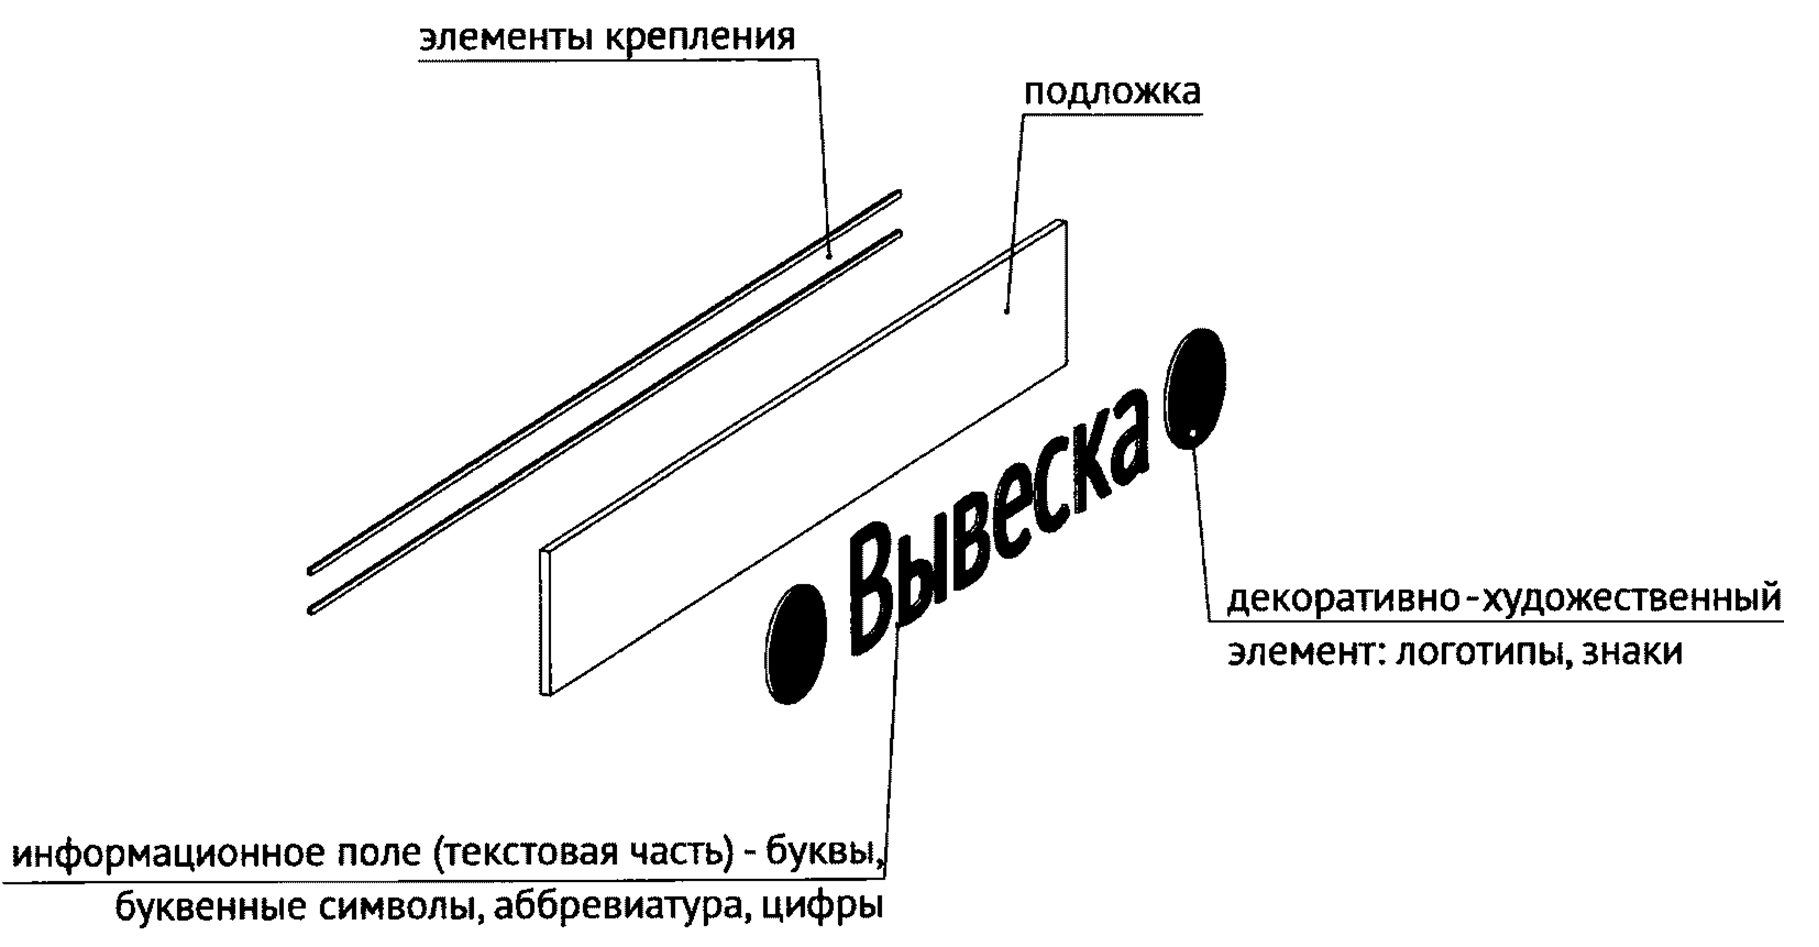 элементы крепления
подложка
Вывеска
декоративно-художественный
элемент: логотипы, знаки
информационное поле (текстовая часть) - буквы,
буквенные символы, аббревиатура, цифры